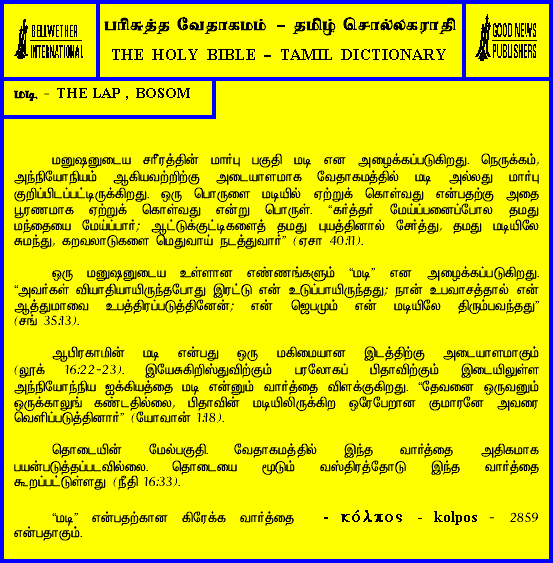 BELLWETHER
INTERNATIONAL
பரிசுத்த வேதாகமம் – தமிழ் சொல்லகராதி
THE HOLY BIBLE – TAMIL DICTIONARY
GOOD NEWS
PUBLISHERS
மடி. - THE LAP , BOSOM
மனுஷனுடைய சரீரத்தின் மார்பு பகுதி மடி என அழைக்கப்படுகிறது. நெருக்கம்,
அந்நியோநியம் ஆகியவற்றிற்கு அடையாளமாக வேதாகமத்தில் மடி அல்லது மார்பு
குறிப்பிடப்பட்டிருக்கிறது. ஒரு பொருளை மடியில் ஏற்றுக் கொள்வது என்பதற்கு அதை
பூரணமாக ஏற்றுக் கொள்வது என்று பொருள். “கர்த்தர் மேய்ப்பனைப்போல தமது
மந்தையை மேய்ப்பார்; ஆட்டுக்குட்டிகளைத் தமது புயத்தினால் சேர்த்து, தமது மடியிலே
சுமந்து, கறவலாடுகளை மெதுவாய் நடத்துவார்” (ஏசா 40:11).
ஒரு மனுஷனுடைய உள்ளான எண்ணங்களும் “மடி” என அழைக்கப்படுகிறது.
“அவர்கள் வியாதியாயிருந்தபோது இரட்டு என் உடுப்பாயிருந்தது; நான் உபவாசத்தால் என்
ஆத்துமாவை உபத்திரப்படுத்தினேன்; என் ஜெபமும் என் மடியிலே திரும்பவந்தது”
(சங் 35:13).
ஆபிரகாமின் மடி என்பது ஒரு மகிமையான இடத்திற்கு அடையாளமாகும்
(லூக் 16:22-23). இயேசுகிறிஸ்துவிற்கும் பரலோகப் பிதாவிற்கும் இடையிலுள்ள
அந்நியோந்நிய ஐக்கியத்தை மடி என்னும் வார்த்தை விளக்குகிறது. “தேவனை ஒருவனும்
ஒருக்காலுங் கண்டதில்லை, பிதாவின் மடியிலிருக்கிற ஒரேபேறான குமாரனே அவரை
வெளிப்படுத்தினார்” (யோவான் 1:18).
தொடையின் மேல்பகுதி. வேதாகமத்தில் இந்த வார்த்தை அதிகமாக
பயன்படுத்தப்படவில்லை. தொடையை மூடும் வஸ்திரத்தோடு இந்த வார்த்தை
கூறப்பட்டுள்ளது (நீதி 16:33).
“மடி” என்பதற்கான கிரேக்க வார்த்தை - κόλπος - kolpos - 2859
என்பதாகும்.